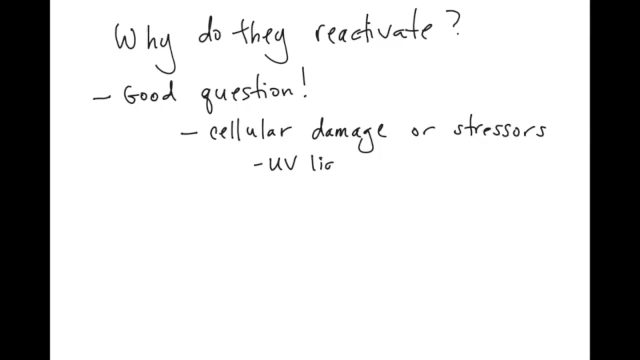 Why do they reactivate?
- Good question!
- cellular damage or stressors
- UV lig